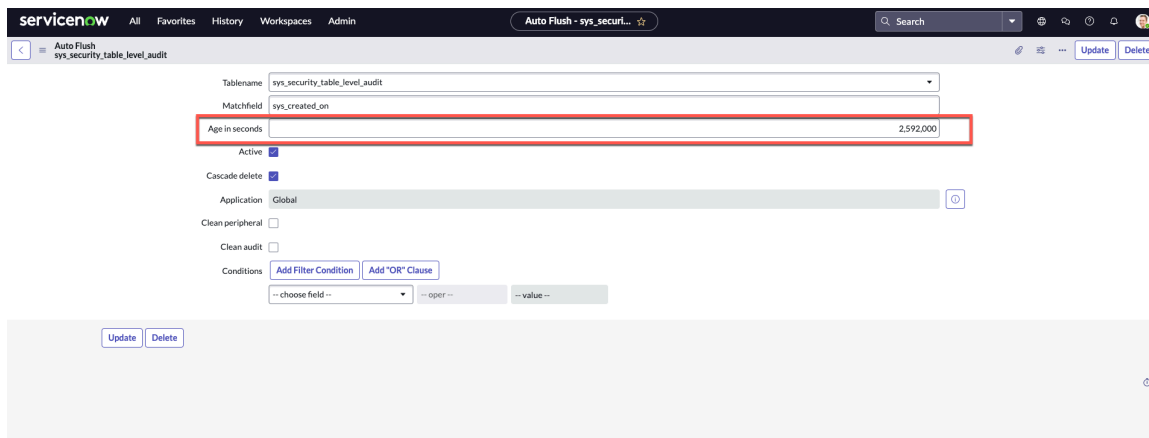 servicenow All Favorites History Workspaces Admin Auto Flush - sys_securi... Search
Auto Flush
sys_security_table_level_audit
Update Delete
Tablename sys_security_table_level_audit
Matchfield sys_created_on
Age in seconds 2,592,000
Active
Cascade delete
Application Global
Clean peripheral
Clean audit
Conditions Add Filter Condition Add "OR" Clause
-- choose field -- -- oper -- -- value --
Update Delete